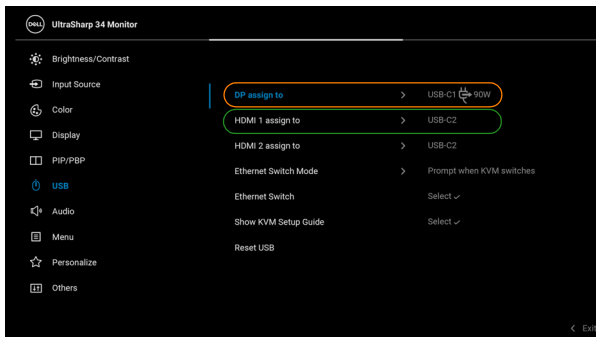 DELL UltraSharp 34 Monitor
Brightness/Contrast
Input Source
Color
Display
PIP/PBP
USB
Audio
Menu
Personalize
Others
DP assign to > USB-C1 90W
HDMI 1 assign to > USB-C2
HDMI 2 assign to > USB-C2
Ethernet Switch Mode > Prompt when KVM switches
Ethernet Switch Select ✓
Show KVM Setup Guide Select ✓
Reset USB
< Exit